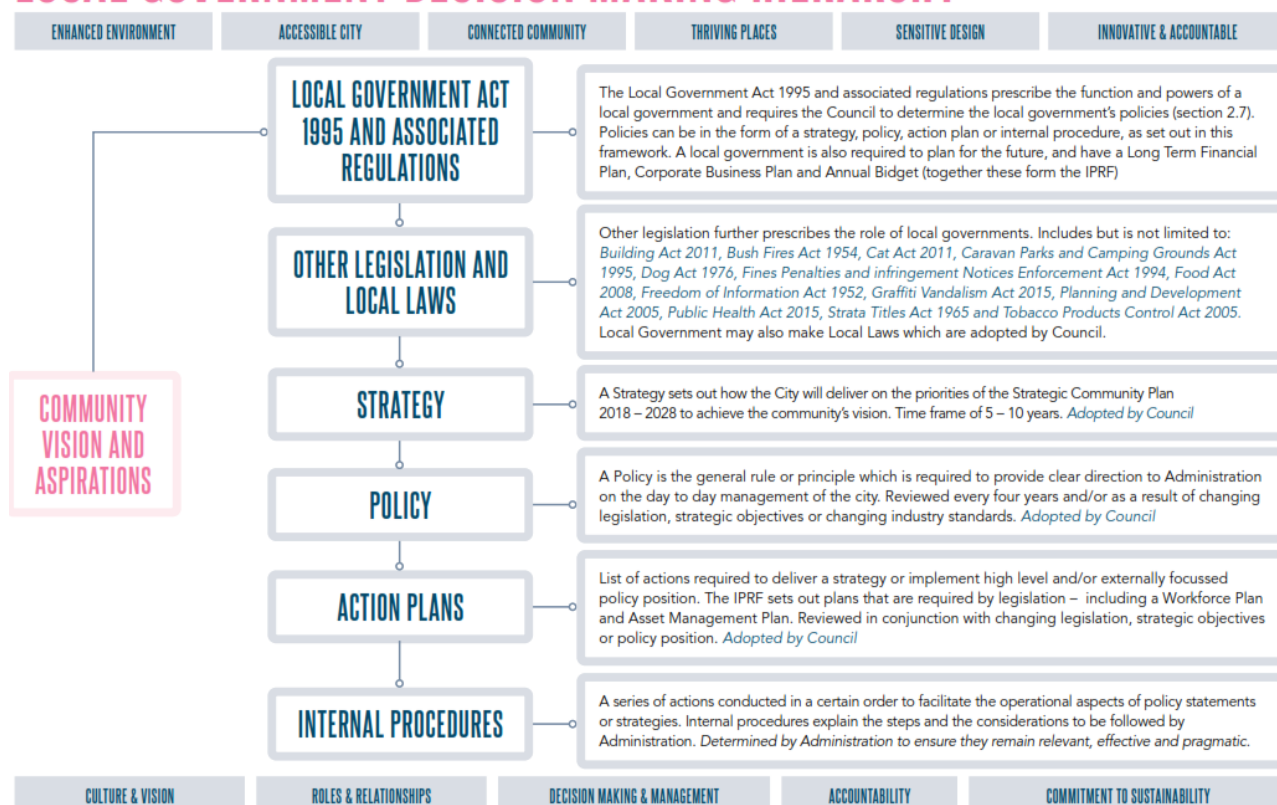 ENHANCED ENVIRONMENT
ACCESSIBLE CITY
CONNECTED COMMUNITY
THRIVING PLACES
SENSITIVE DESIGN
INNOVATIVE & ACCOUNTABLE
LOCAL GOVERNMENT ACT
1995 AND ASSOCIATED
REGULATIONS
The Local Government Act 1995 and associated regulations prescribe the function and powers of a
local government and requires the Council to determine the local government's policies (section 2.7).
Policies can be in the form of a strategy, policy, action plan or internal procedure, as set out in this
framework. A local government is also required to plan for the future, and have a Long Term Financial
Plan, Corporate Business Plan and Annual Budget (together these form the IPRF)
OTHER LEGISLATION AND
LOCAL LAWS
Other legislation further prescribes the role of local governments. Includes but is not limited to:
Building Act 2011, Bush Fires Act 1954, Cat Act 2011, Caravan Parks and Camping Grounds Act
1995, Dog Act 1976, Fines Penalties and infringement Notices Enforcement Act 1994, Food Act
2008, Freedom of Information Act 1952, Graffiti Vandalism Act 2015, Planning and Development
Act 2005, Public Health Act 2015, Strata Titles Act 1965 and Tobacco Products Control Act 2005.
Local Government may also make Local Laws which are adopted by Council.
COMMUNITY
VISION AND
ASPIRATIONS
STRATEGY
A Strategy sets out how the City will deliver on the priorities of the Strategic Community Plan
2018 – 2028 to achieve the community's vision. Time frame of 5 – 10 years. Adopted by Council
POLICY
A Policy is the general rule or principle which is required to provide clear direction to Administration
on the day to day management of the city. Reviewed every four years and/or as a result of changing
legislation, strategic objectives or changing industry standards. Adopted by Council
ACTION PLANS
List of actions required to deliver a strategy or implement high level and/or externally focussed
policy position. The IPRF sets out plans that are required by legislation – including a Workforce Plan
and Asset Management Plan. Reviewed in conjunction with changing legislation, strategic objectives
or policy position. Adopted by Council
INTERNAL PROCEDURES
A series of actions conducted in a certain order to facilitate the operational aspects of policy statements
or strategies. Internal procedures explain the steps and the considerations to be followed by
Administration. Determined by Administration to ensure they remain relevant, effective and pragmatic.
CULTURE & VISION
ROLES & RELATIONSHIPS
DECISION MAKING & MANAGEMENT
ACCOUNTABILITY
COMMITMENT TO SUSTAINABILITY